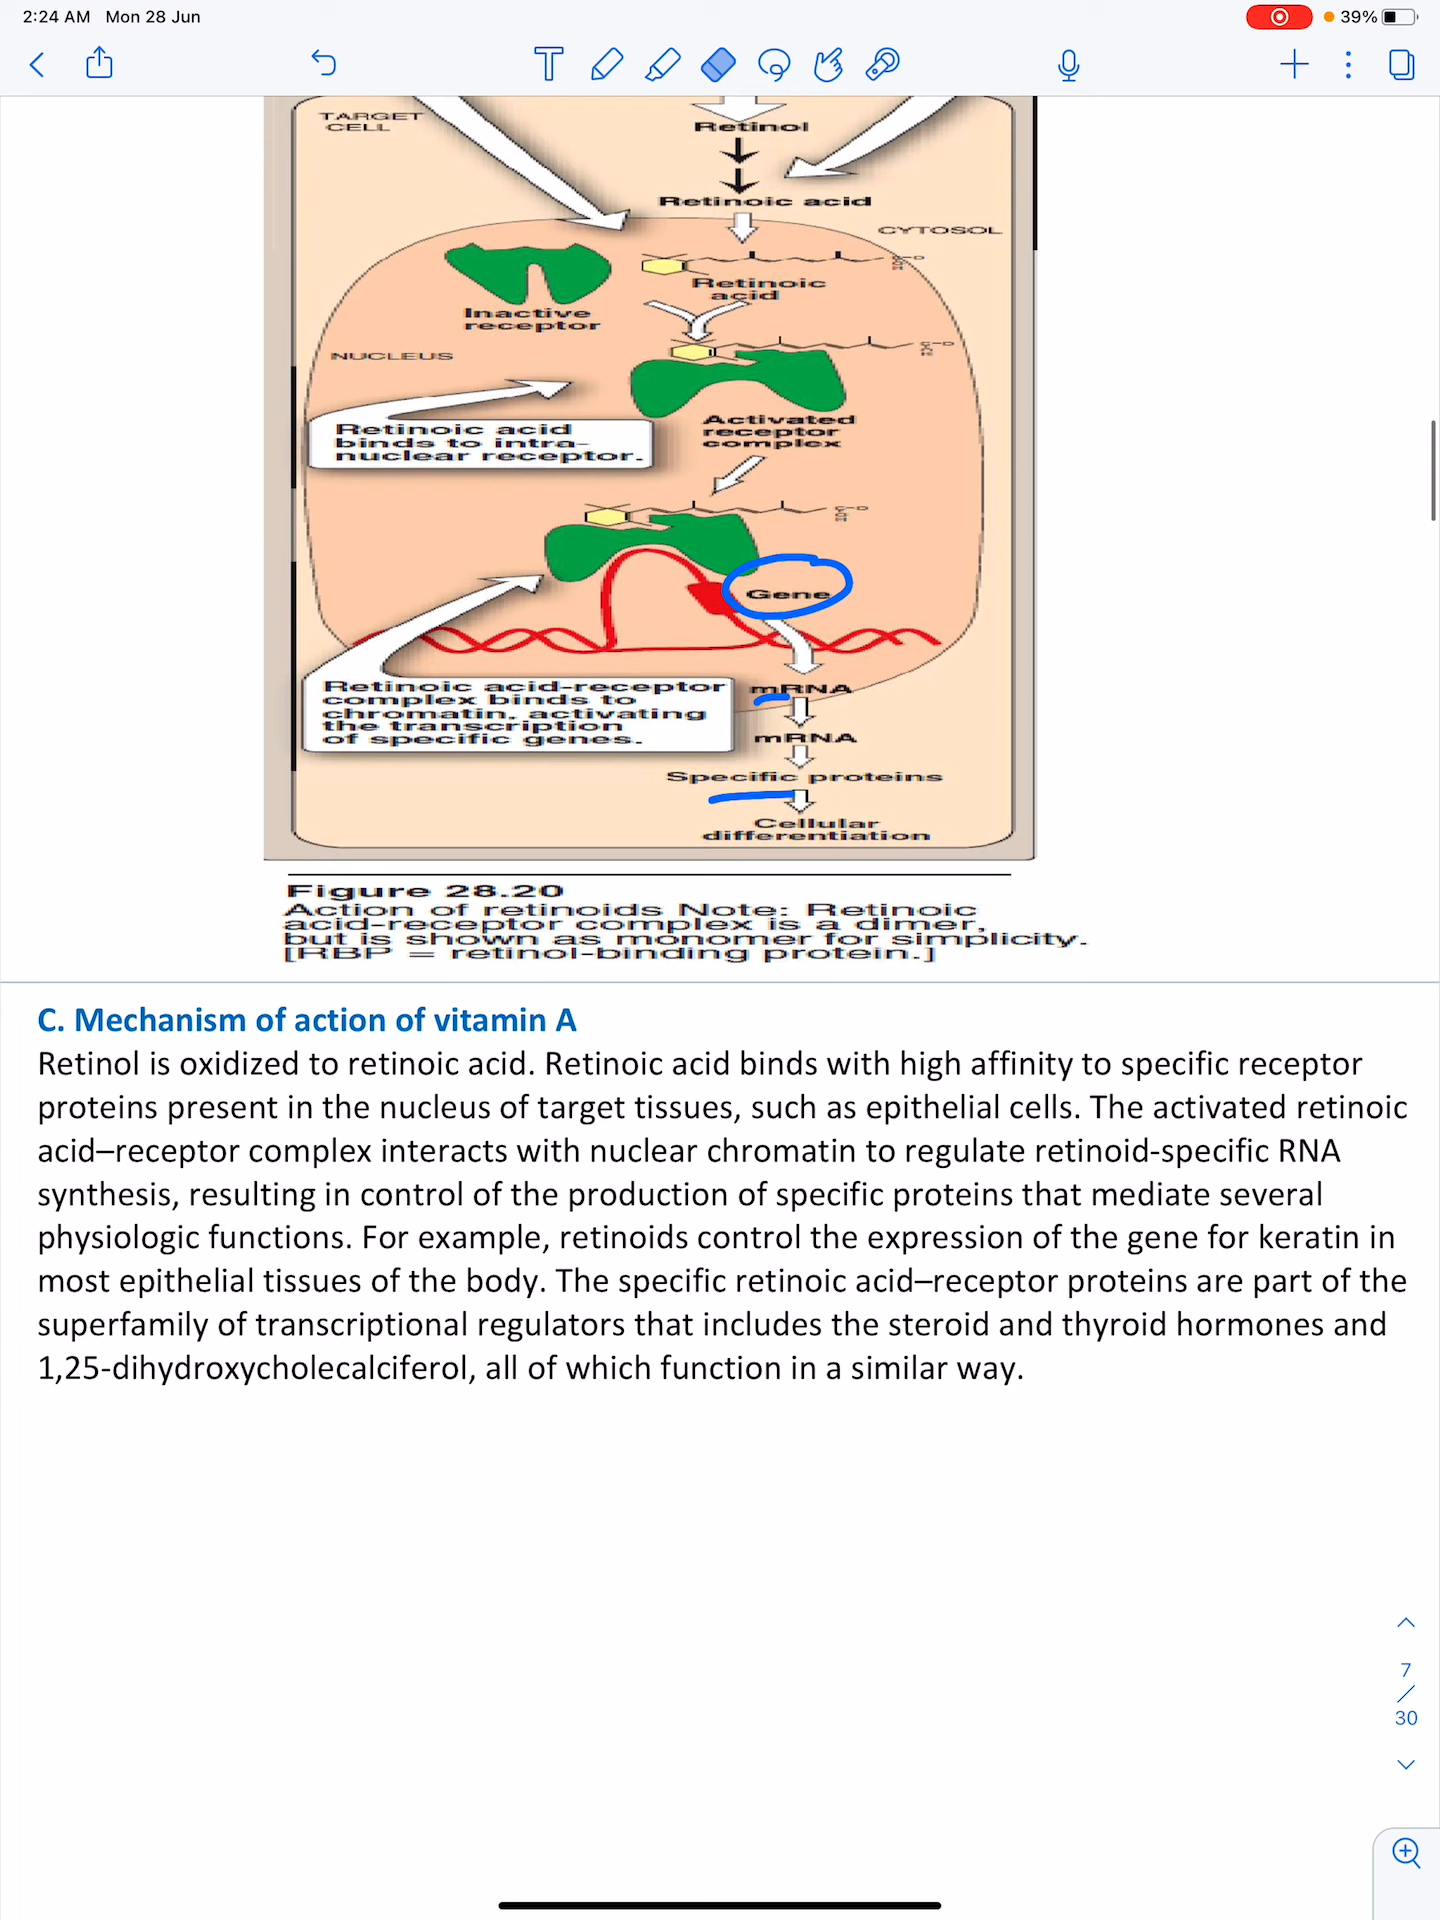 2:24 AM Mon 28 Jun
39%
TARGET
CELL
Retinol
Retinoic acid
CYTOSOL
Retinoic
acid
Inactive
receptor
NUCLEUS
Retinoic acid
binds to intra-
nuclear receptor.
Activated
receptor
complex
Gene
Retinoic acid-receptor
complex binds to
chromatin, activating
the transcription
of specific genes.
mRNA
mRNA
Specific proteins
Cellular
differentiation
Figure 28.20
Action of retinoids Note: Retinoic
acid-receptor complex is a dimer,
but is shown as monomer for simplicity.
[RBP = retinol-binding protein.]
C. Mechanism of action of vitamin A
Retinol is oxidized to retinoic acid. Retinoic acid binds with high affinity to specific receptor
proteins present in the nucleus of target tissues, such as epithelial cells. The activated retinoic
acid–receptor complex interacts with nuclear chromatin to regulate retinoid-specific RNA
synthesis, resulting in control of the production of specific proteins that mediate several
physiologic functions. For example, retinoids control the expression of the gene for keratin in
most epithelial tissues of the body. The specific retinoic acid–receptor proteins are part of the
superfamily of transcriptional regulators that includes the steroid and thyroid hormones and
1,25-dihydroxycholecalciferol, all of which function in a similar way.
7
/
30